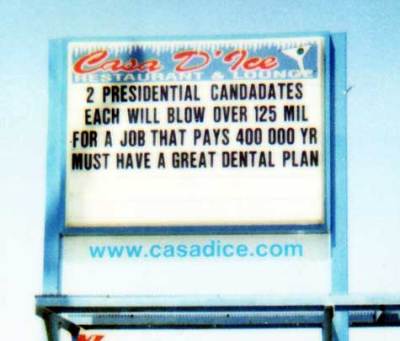 Casa D'Ice
RESTAURANT & LOUNGE
2 PRESIDENTIAL CANDADATES
EACH WILL BLOW OVER 125 MIL
FOR A JOB THAT PAYS 400 000 YR
MUST HAVE A GREAT DENTAL PLAN
www.casadice.com